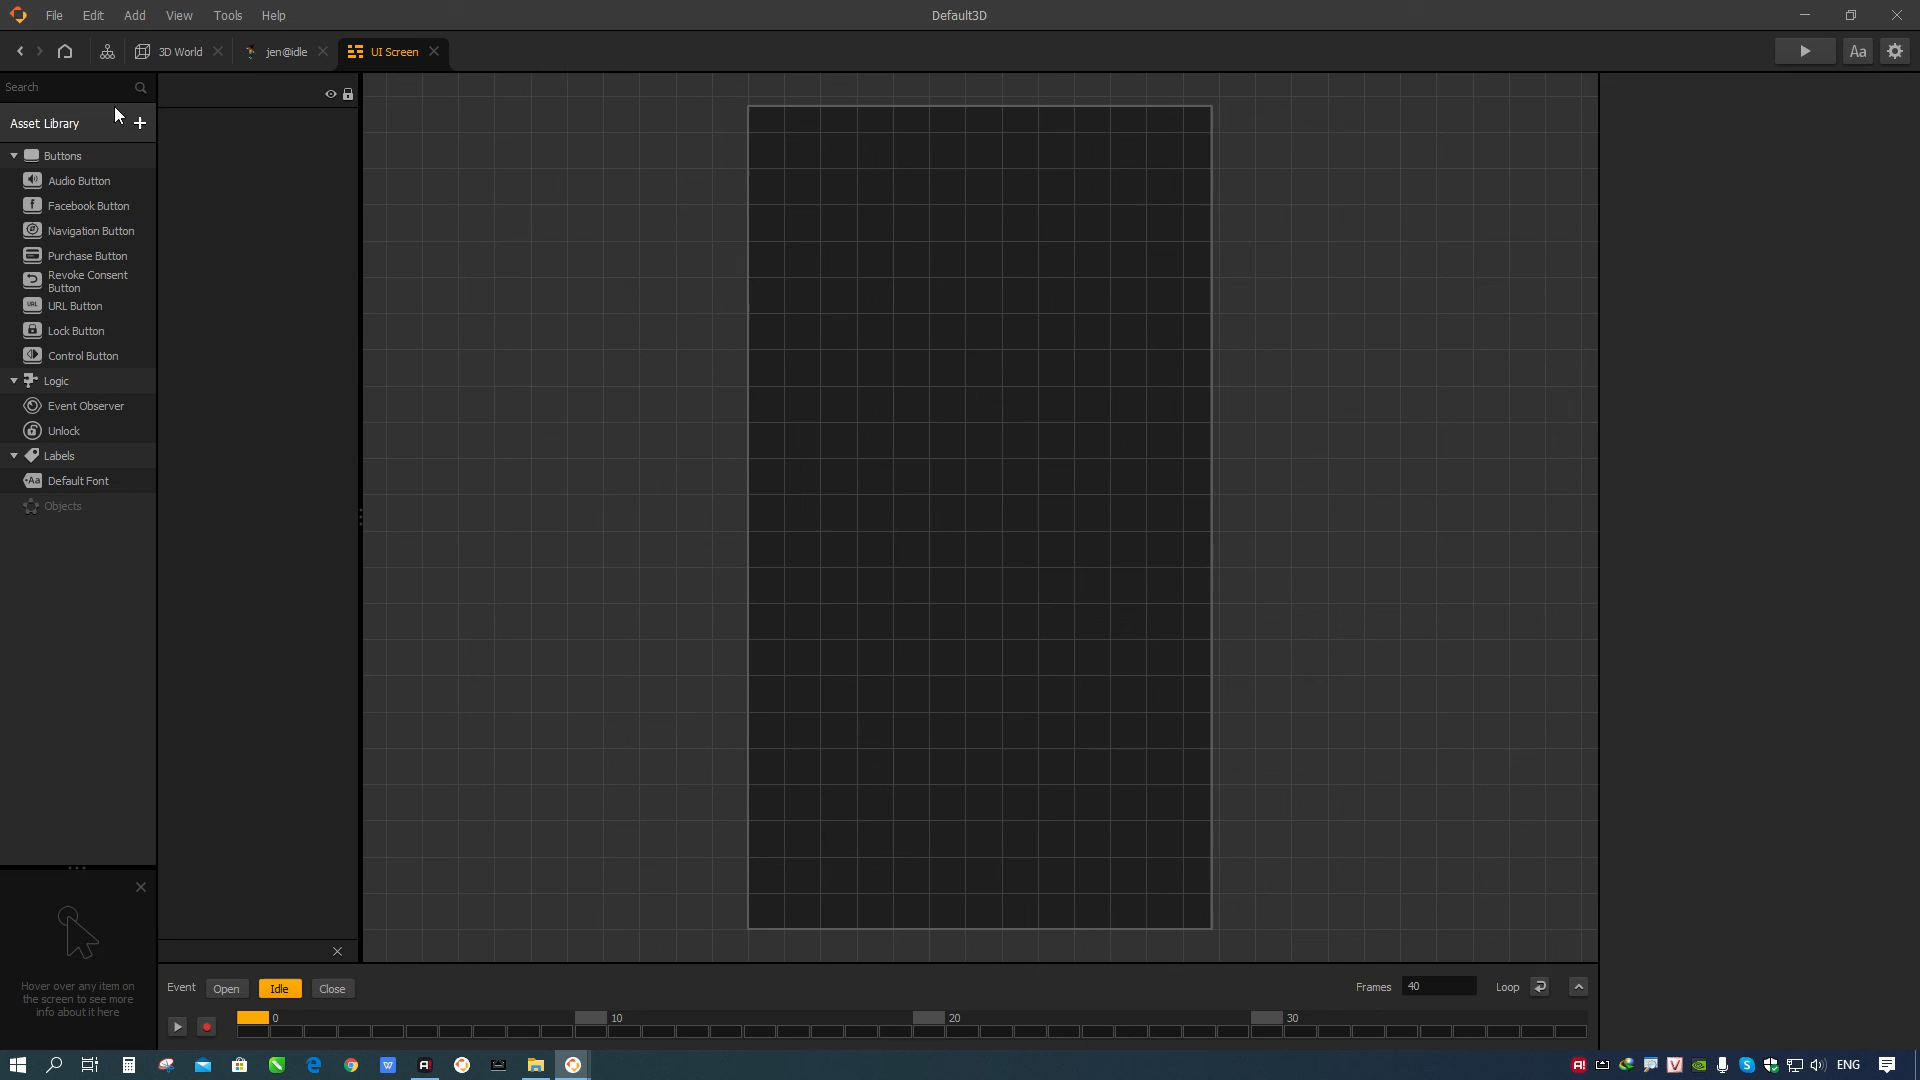 File Edit Add View Tools Help
Default3D
3D World
jen@idle
UI Screen
Aa
Search
Asset Library
Buttons
Audio Button
Facebook Button
Navigation Button
Purchase Button
Revoke Consent
Button
URL
URL Button
Lock Button
Control Button
Logic
Event Observer
Unlock
Labels
Aa
Default Font
Objects
Hover over any item on
the screen to see more
info about it here
Event Open Idle Close
Frames 40 Loop
0 10 20 30
ENG